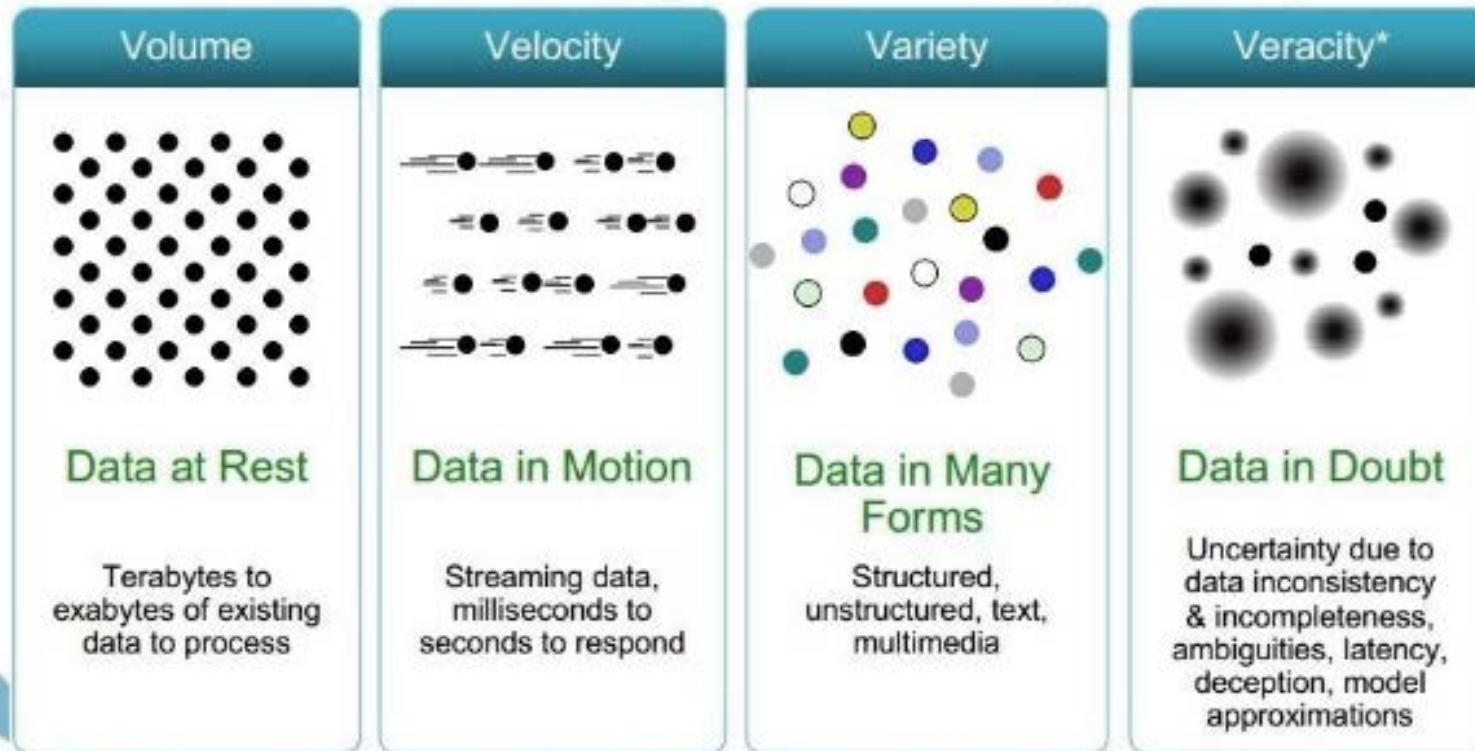 Volume
Data at Rest
Terabytes to
exabytes of existing
data to process
Velocity
Data in Motion
Streaming data,
milliseconds to
seconds to respond
Variety
Data in Many
Forms
Structured,
unstructured, text,
multimedia
Veracity*
Data in Doubt
Uncertainty due to
data inconsistency
& incompleteness,
ambiguities, latency,
deception, model
approximations